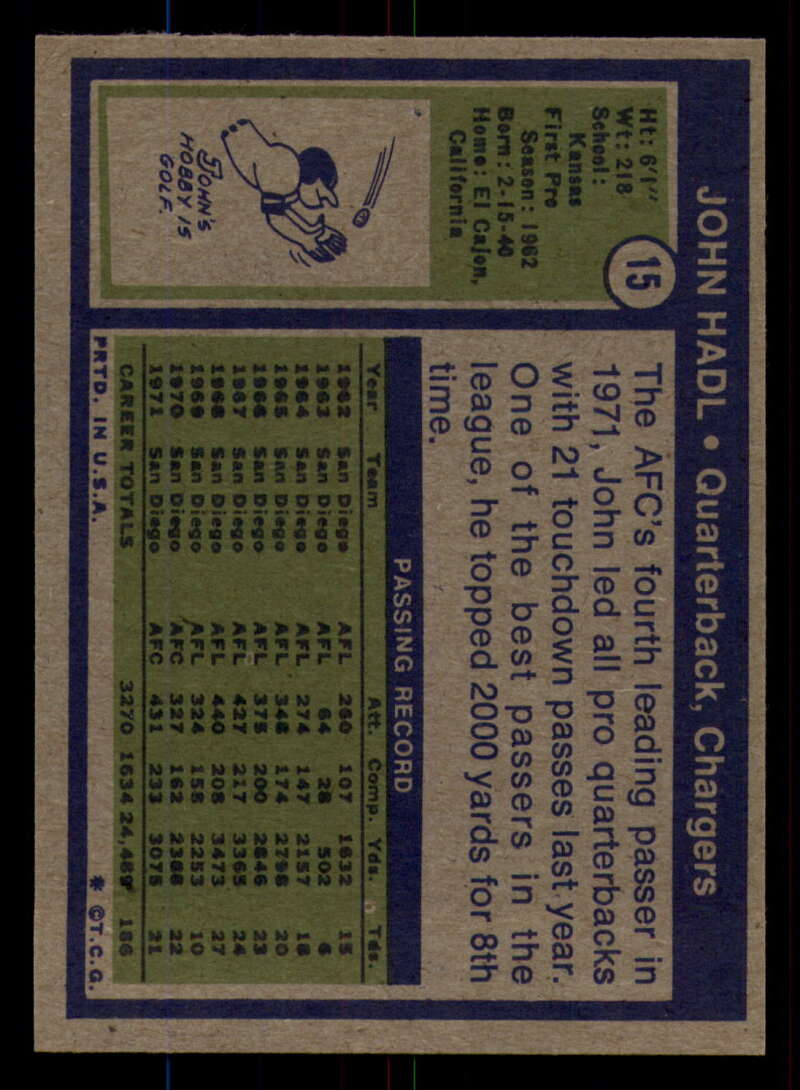 JOHN HADL • Quarterback, Chargers
15
Ht: 6'1"
Wt: 218
School:
Kansas
First Pro
Season: 1962
Born: 2-15-40
Home: El Cajon,
California
JOHN'S
HOBBY IS
GOLF.
The AFC's fourth leading passer in
1971, John led all pro quarterbacks
with 21 touchdown passes last year.
One of the best passers in the
league, he topped 2000 yards for 8th
time.
PASSING RECORD
Year Team Att. Comp. Yds. Tds.
1962 San Diego AFL 260 107 1632 15
1963 San Diego AFL 64 28 502 6
1964 San Diego AFL 274 147 2157 18
1965 San Diego AFL 348 174 2798 20
1966 San Diego AFL 375 200 2846 23
1967 San Diego AFL 427 217 3365 24
1968 San Diego AFL 440 208 3473 27
1969 San Diego AFL 324 158 2253 10
1970 San Diego AFC 327 162 2388 22
1971 San Diego AFC 431 233 3075 21
CAREER TOTALS 3270 1634 24,489 186
PRTD. IN U.S.A. * ©T.C.G.